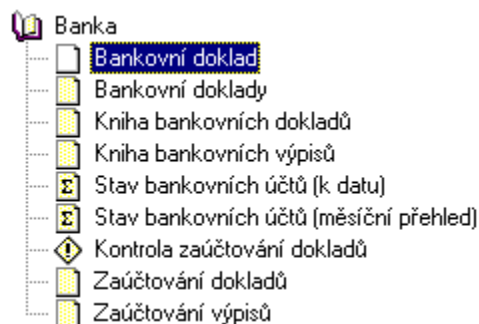 Banka
Bankovní doklad
Bankovní doklady
Kniha bankovních dokladů
Kniha bankovních výpisů
Σ Stav bankovních účtů (k datu)
Σ Stav bankovních účtů (měsíční přehled)
Kontrola zaúčtování dokladů
Zaúčtování dokladů
Zaúčtování výpisů